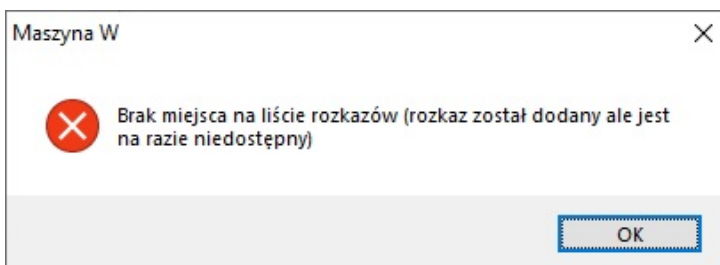 Maszyna W
Brak miejsca na liście rozkazów (rozkaz został dodany ale jest
na razie niedostępny)
OK